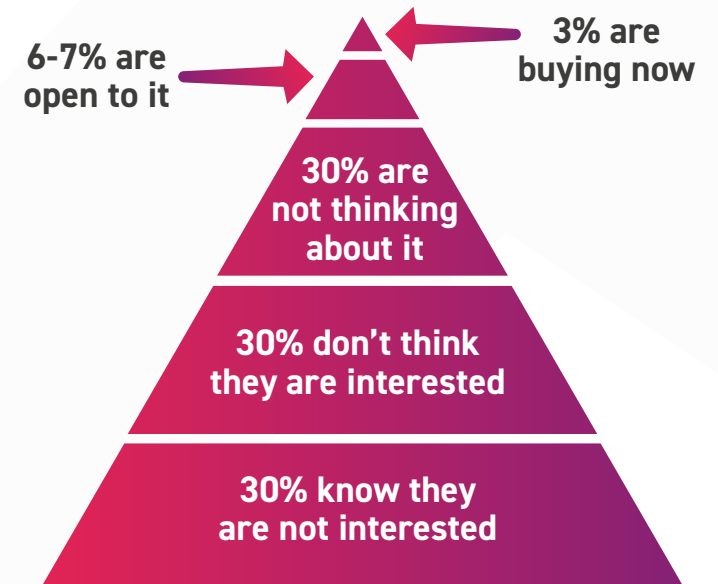 3% are
buying now
6-7% are
open to it
30% are
not thinking
about it
30% don’t think
they are interested
30% know they
are not interested